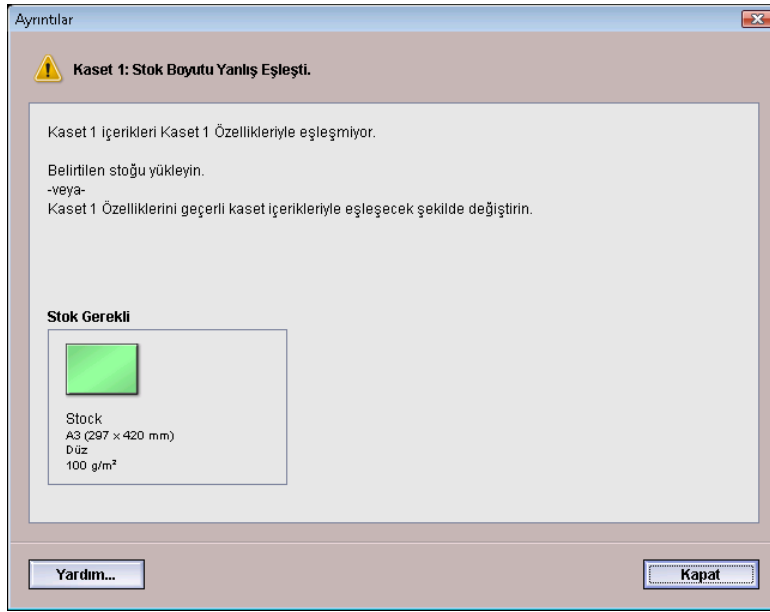 Ayrıntılar
Kaset 1: Stok Boyutu Yanlış Eşleşti.
Kaset 1 içerikleri Kaset 1 Özellikleriyle eşleşmiyor.
Belirtilen stoğu yükleyin.
-veya-
Kaset 1 Özelliklerini geçerli kaset içerikleriyle eşleşecek şekilde değiştirin.
Stok Gerekli
Stock
A3 (297 x 420 mm)
Düz
100 g/m²
Yardım...
Kapat